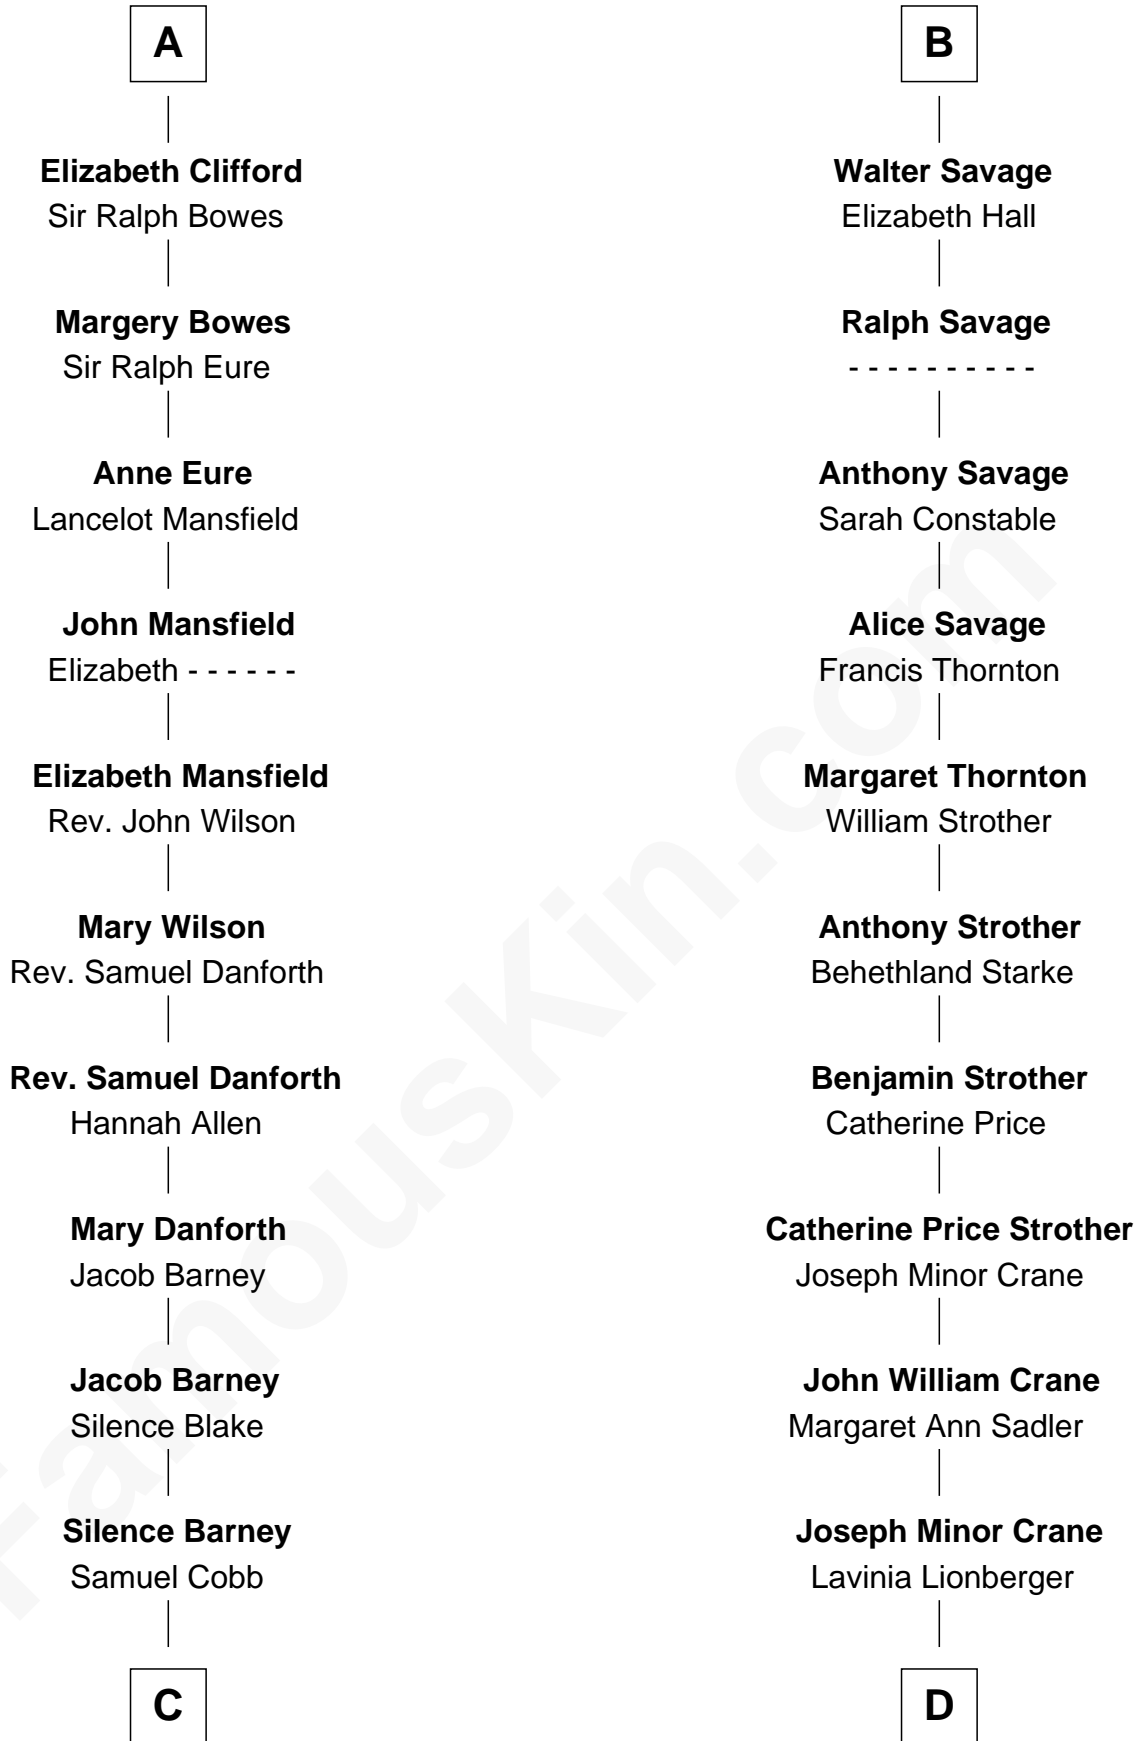 A
Elizabeth Clifford
Sir Ralph Bowes
Margery Bowes
Sir Ralph Eure
Anne Eure
Lancelot Mansfield
John Mansfield
Elizabeth - - - - - -
Elizabeth Mansfield
Rev. John Wilson
Mary Wilson
Rev. Samuel Danforth
Rev. Samuel Danforth
Hannah Allen
Mary Danforth
Jacob Barney
Jacob Barney
Silence Blake
Silence Barney
Samuel Cobb
C
B
Walter Savage
Elizabeth Hall
Ralph Savage
- - - - - - - - - -
Anthony Savage
Sarah Constable
Alice Savage
Francis Thornton
Margaret Thornton
William Strother
Anthony Strother
Behethland Starke
Benjamin Strother
Catherine Price
Catherine Price Strother
Joseph Minor Crane
John William Crane
Margaret Ann Sadler
Joseph Minor Crane
Lavinia Lionberger
D
FamousKin.com